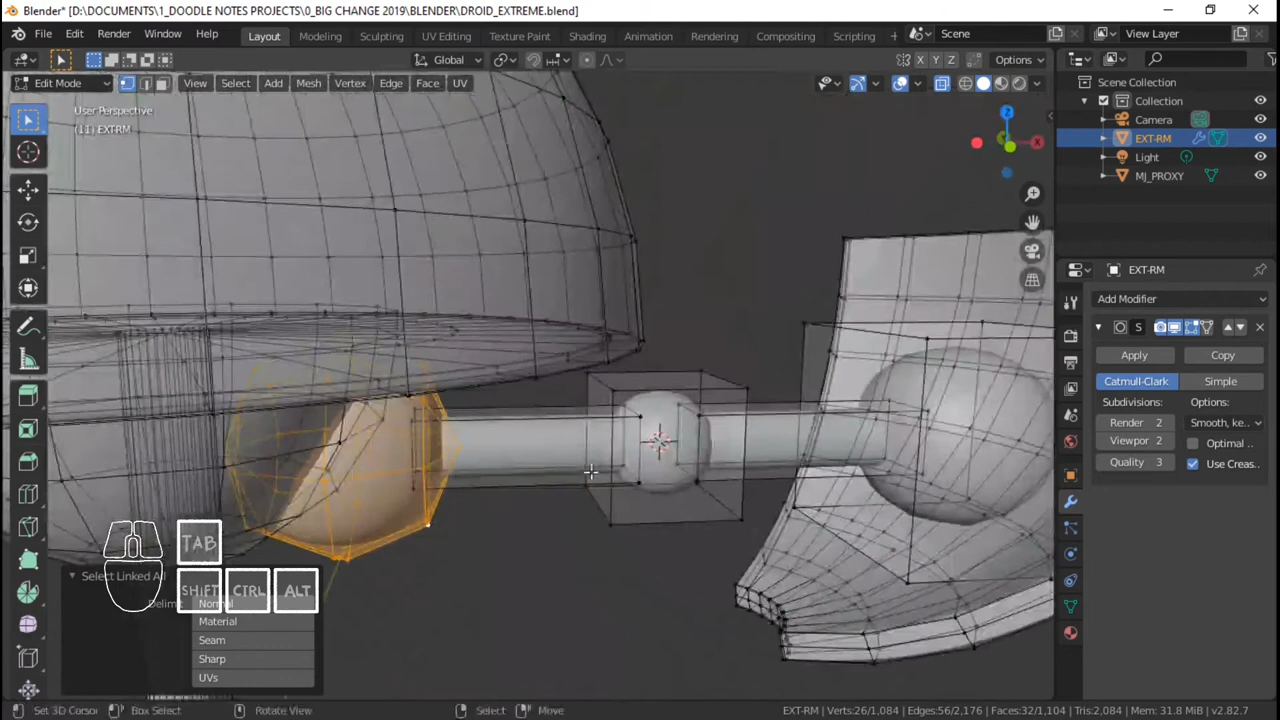 Blender* [D:\DOCUMENTS\1_DOODLE NOTES PROJECTS\0_BIG CHANGE 2019\BLENDER\DROID_EXTREME.blend]
File Edit Render Window Help Layout Modeling Sculpting UV Editing Texture Paint Shading Animation Rendering Compositing Scripting Scene View Layer
Global X Y Z Options
Edit Mode View Select Add Mesh Vertex Edge Face UV
Scene Collection
User Perspective
(11) EXT-RM
Collection
Camera
EXT-RM
Light
MJ_PROXY
EXT-RM
Add Modifier
S
Apply Copy
Catmull-Clark Simple
Subdivisions: Options:
Render 2 Smooth, ke...
Viewpor 2 Optimal ...
Quality 3 Use Creas...
TAB
Select Linked All
SHIFT CTRL ALT
Delimit Normal
Material
Seam
Sharp
UVs
Set 3D Cursor Box Select Rotate View Select Move EXT-RM | Verts:26/1,084 | Edges:56/2,176 | Faces:32/1,104 | Tris:2,084 | Mem: 31.8 MiB | v2.82.7